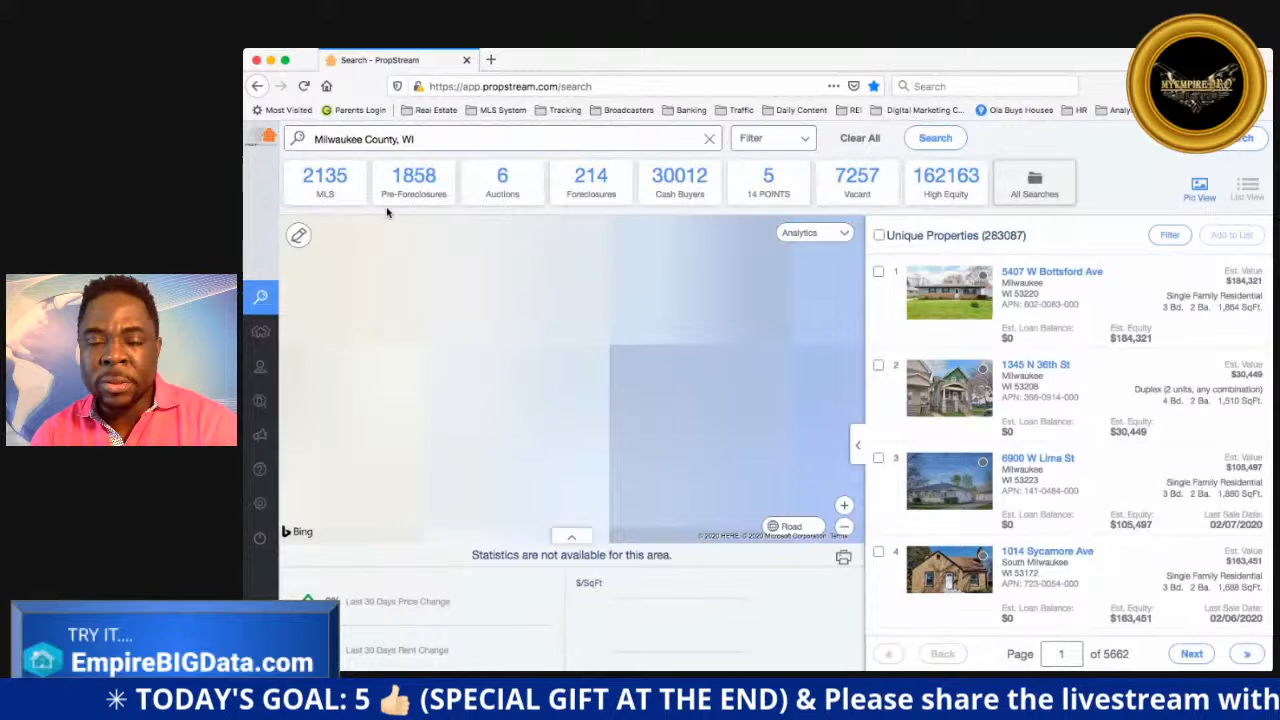 Search - PropStream
https://app.propstream.com/search
Search
MYEMPIREPRO
Most Visited
Parents Login
Real Estate
MLS System
Tracking
Broadcasters
Banking
Traffic
Daily Content
REI
Digital Marketing C...
Ola Buys Houses
HR
Milwaukee County, WI
Filter
Clear All
Search
2135
MLS
1858
Pre-Foreclosures
6
Auctions
214
Foreclosures
30012
Cash Buyers
5
14 POINTS
7257
Vacant
162163
High Equity
All Searches
Pic View
List View
Analytics
Unique Properties (283087)
Filter
Add to List
1
5407 W Bottsford Ave
Milwaukee
WI 53220
APN: 602-0083-000
Est. Value
$184,321
Single Family Residential
3 Bd. 2 Ba. 1,864 SqFt.
Est. Loan Balance:
$0
Est. Equity
$184,321
2
1345 N 36th St
Milwaukee
WI 53208
APN: 366-0914-000
Est. Value
$30,449
Duplex (2 units, any combination)
4 Bd. 2 Ba. 1,510 SqFt.
Est. Loan Balance:
$0
Est. Equity
$30,449
3
6900 W Lima St
Milwaukee
WI 53223
APN: 141-0484-000
Est. Value
$105,497
Single Family Residential
3 Bd. 2 Ba. 1,880 SqFt.
Est. Loan Balance:
$0
Est. Equity
$105,497
Last Sale Date:
02/07/2020
4
1014 Sycamore Ave
South Milwaukee
WI 53172
APN: 723-0054-000
Est. Value
$163,451
Single Family Residential
3 Bd. 2 Ba. 1,688 SqFt.
Est. Loan Balance:
$0
Est. Equity
$163,451
Last Sale Date:
02/06/2020
Bing
Road
© 2020 HERE, © 2020 Microsoft Corporation Terms
Statistics are not available for this area.
$/SqFt
Last 30 Days Price Change
Last 30 Days Rent Change
Back
Page 1 of 5662
Next
TRY IT....
EmpireBIGData.com
✳ TODAY'S GOAL: 5 👍🏻 (SPECIAL GIFT AT THE END) & Please share the livestream with